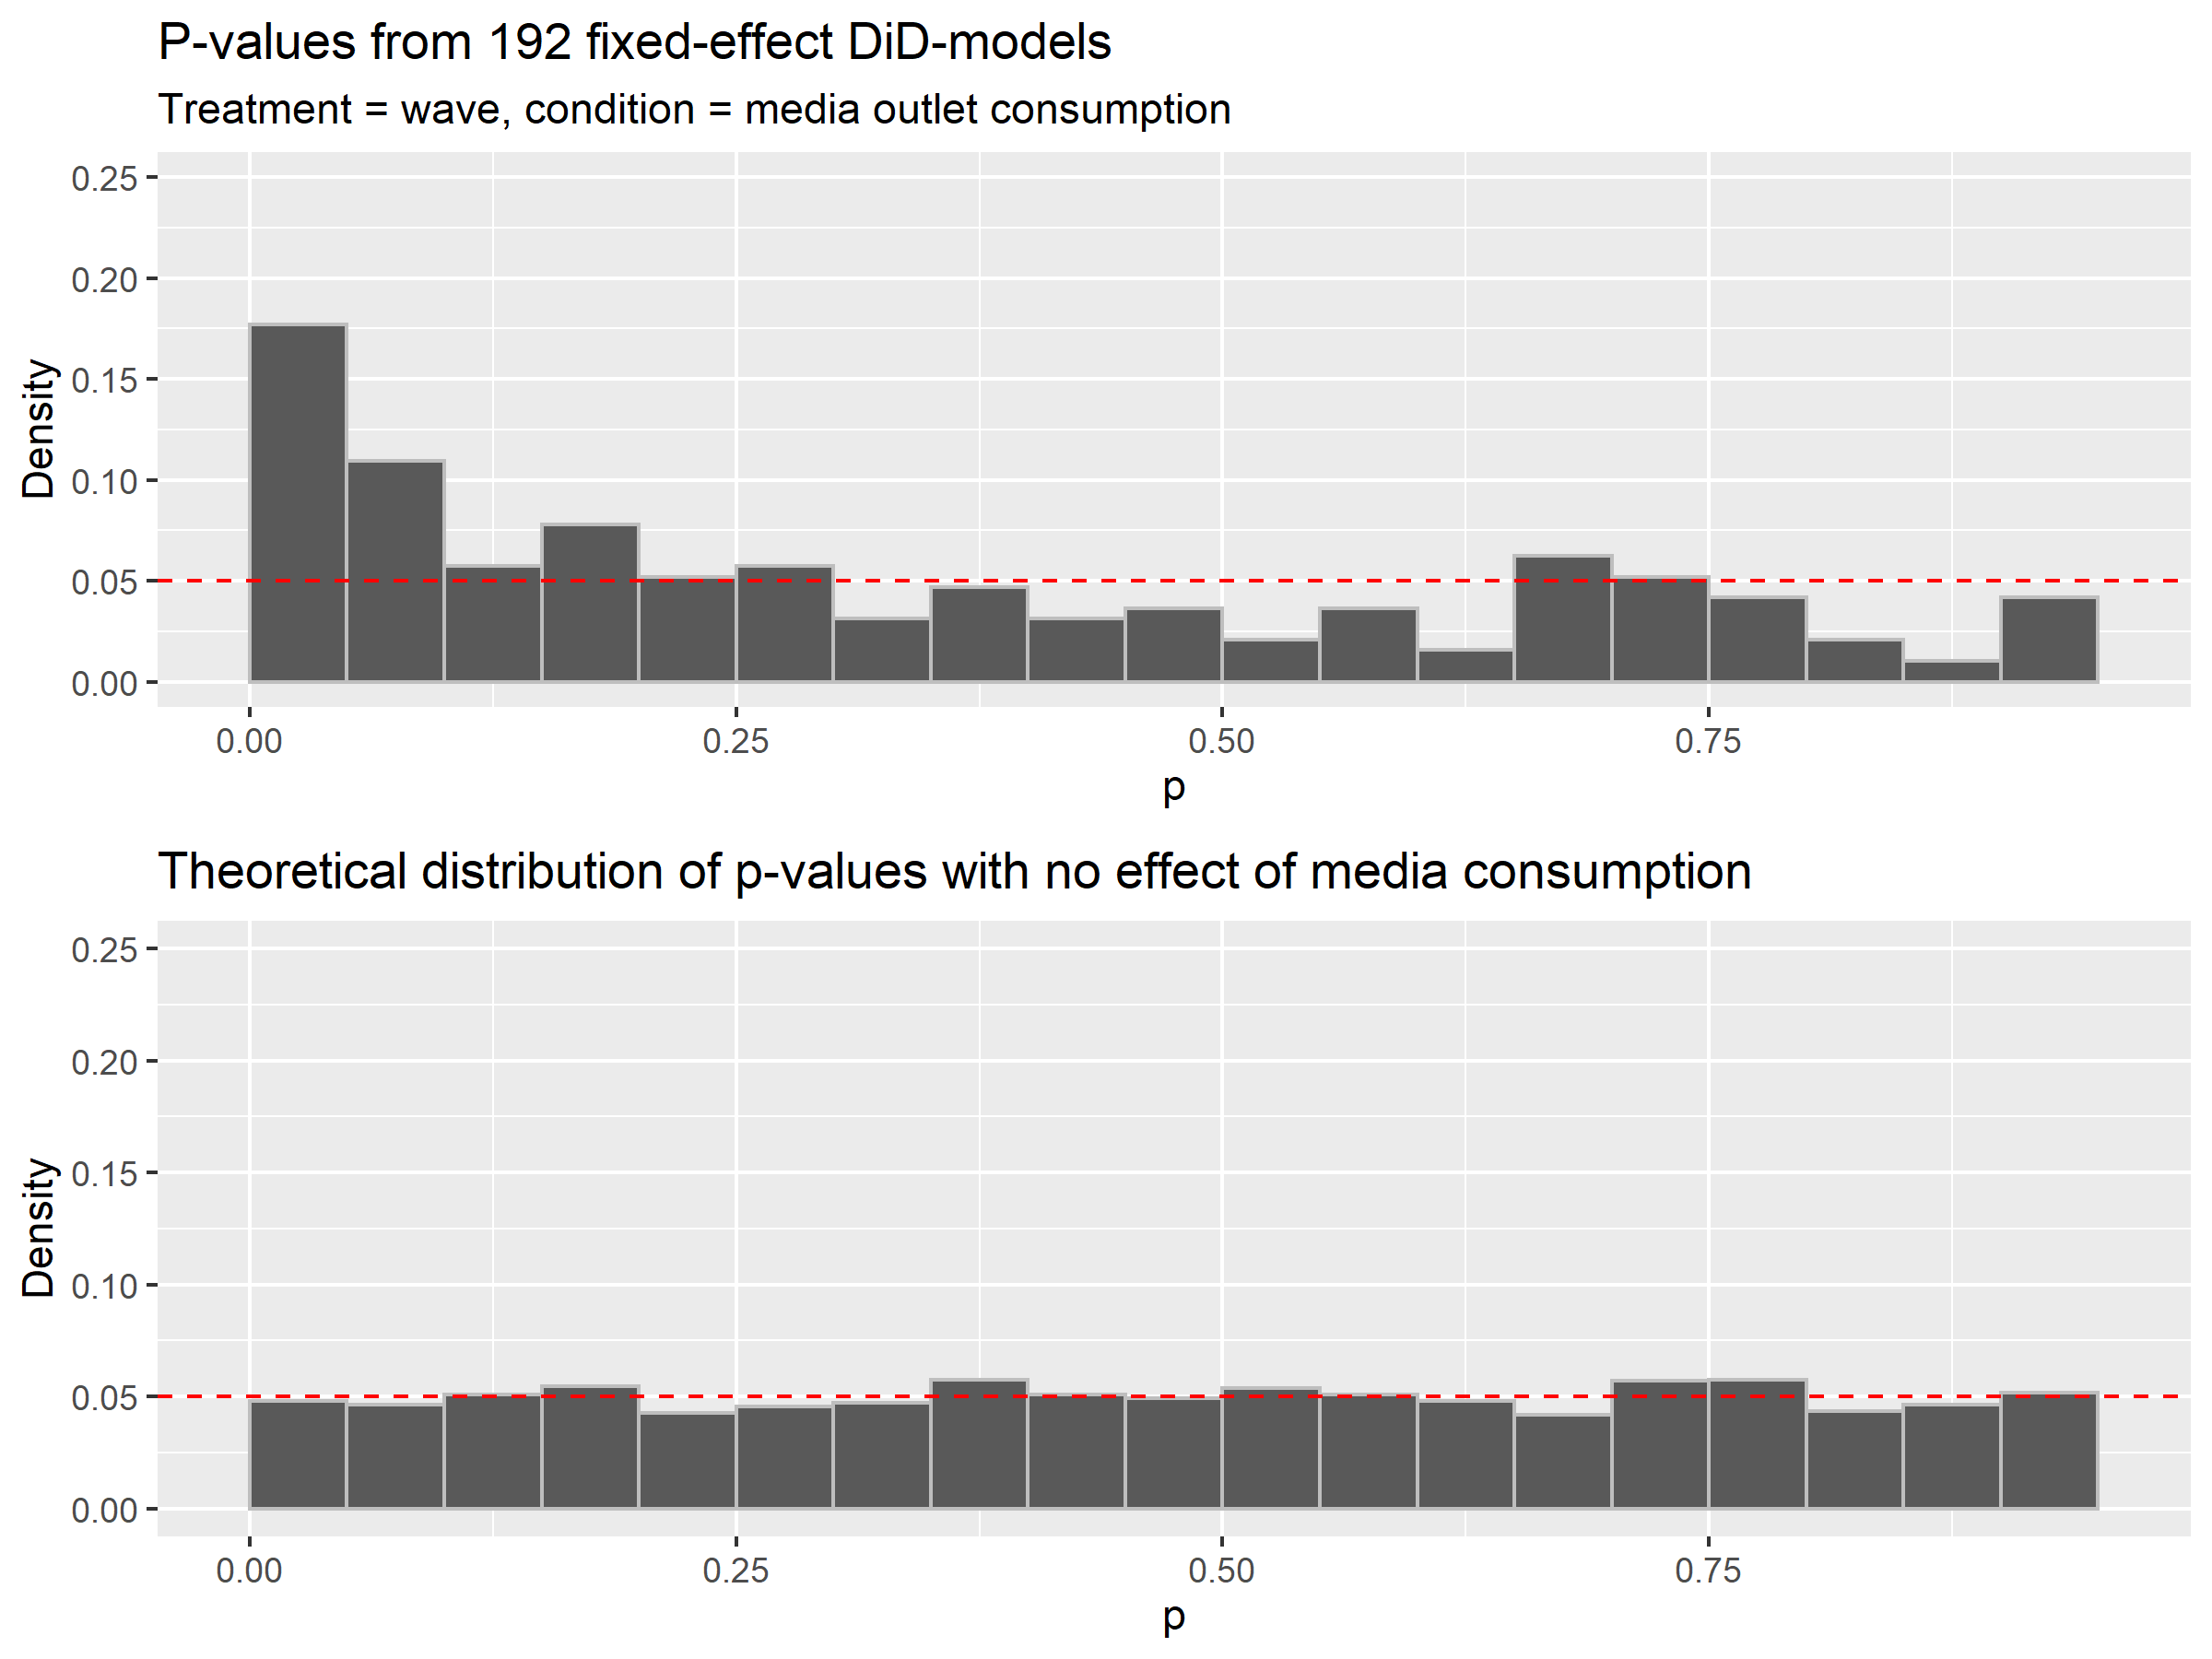 P-values from 192 fixed-effect DiD-models
Treatment = wave, condition = media outlet consumption
0.25
0.20
0.15
0.10
0.05
0.00
Density
0.00 0.25 0.50 0.75
p
Theoretical distribution of p-values with no effect of media consumption
0.25
0.20
0.15
0.10
0.05
0.00
Density
0.00 0.25 0.50 0.75
p